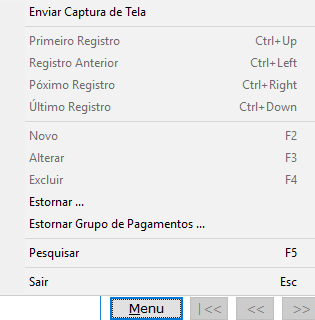 Enviar Captura de Tela
Primeiro Registro Ctrl+Up
Registro Anterior Ctrl+Left
Póximo Registro Ctrl+Right
Último Registro Ctrl+Down
Novo F2
Alterar F3
Excluir F4
Estornar ...
Estornar Grupo de Pagamentos ...
Pesquisar F5
Sair Esc
Menu |<< << >>